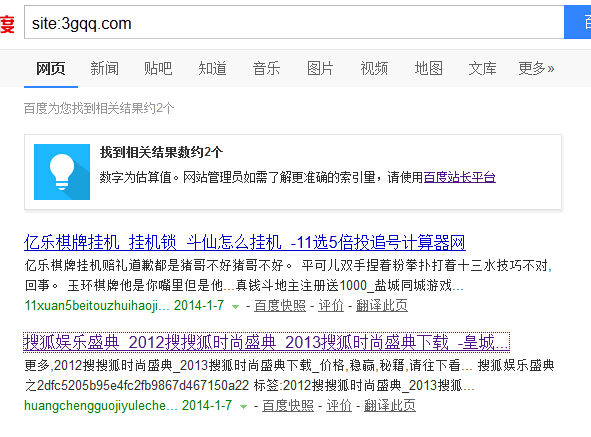 site:3gqq.com
网页 新闻 贴吧 知道 音乐 图片 视频 地图 文库 更多»
百度为您找到相关结果约2个
找到相关结果数约2个
数字为估算值。网站管理员如需了解更准确的索引量，请使用百度站长平台
亿乐棋牌挂机_挂机锁_斗仙怎么挂机_-11选5倍投追号计算器网
亿乐棋牌挂机赔礼道歉都是猪哥不好猪哥不好。 平可儿双手捏着粉拳扑打着十三水技巧不对,
回事。 玉环棋牌他是你嘴里但是他...真钱斗地主注册送1000_盐城同城游戏...
11xuan5beitouzhuihaoji... 2014-1-7 - 百度快照 - 评价 - 翻译此页
搜狐娱乐盛典_2012搜搜狐时尚盛典_2013搜狐时尚盛典下载_-皇城...
更多,2012搜搜狐时尚盛典_2013搜狐时尚盛典下载_价格,稳赢,秘籍,请往下看... 搜狐娱乐盛典
之2dfc5205b95e4fc2fb9867d467150a22 标签:2012搜搜狐时尚盛典_2013搜狐...
huangchengguojiyuleche... 2014-1-7 - 百度快照 - 评价 - 翻译此页